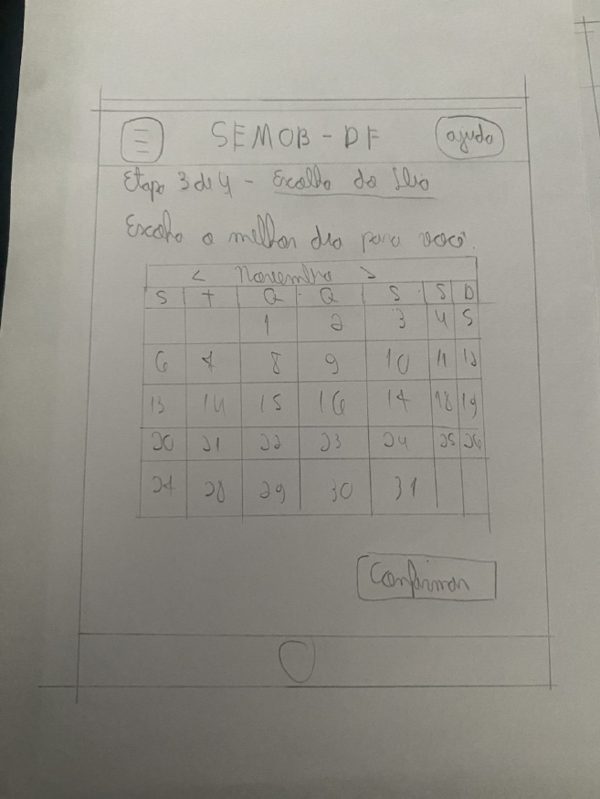 SEMOB - DF ajuda
Etapa 3 de 4 - Escolha do dia
Escolha o melhor dia para você.
< Novembro >
S T Q Q S S D
1 2 3 4 5
6 7 8 9 10 11 12
13 14 15 16 17 18 19
20 21 22 23 24 25 26
27 28 29 30 31
Confirmar